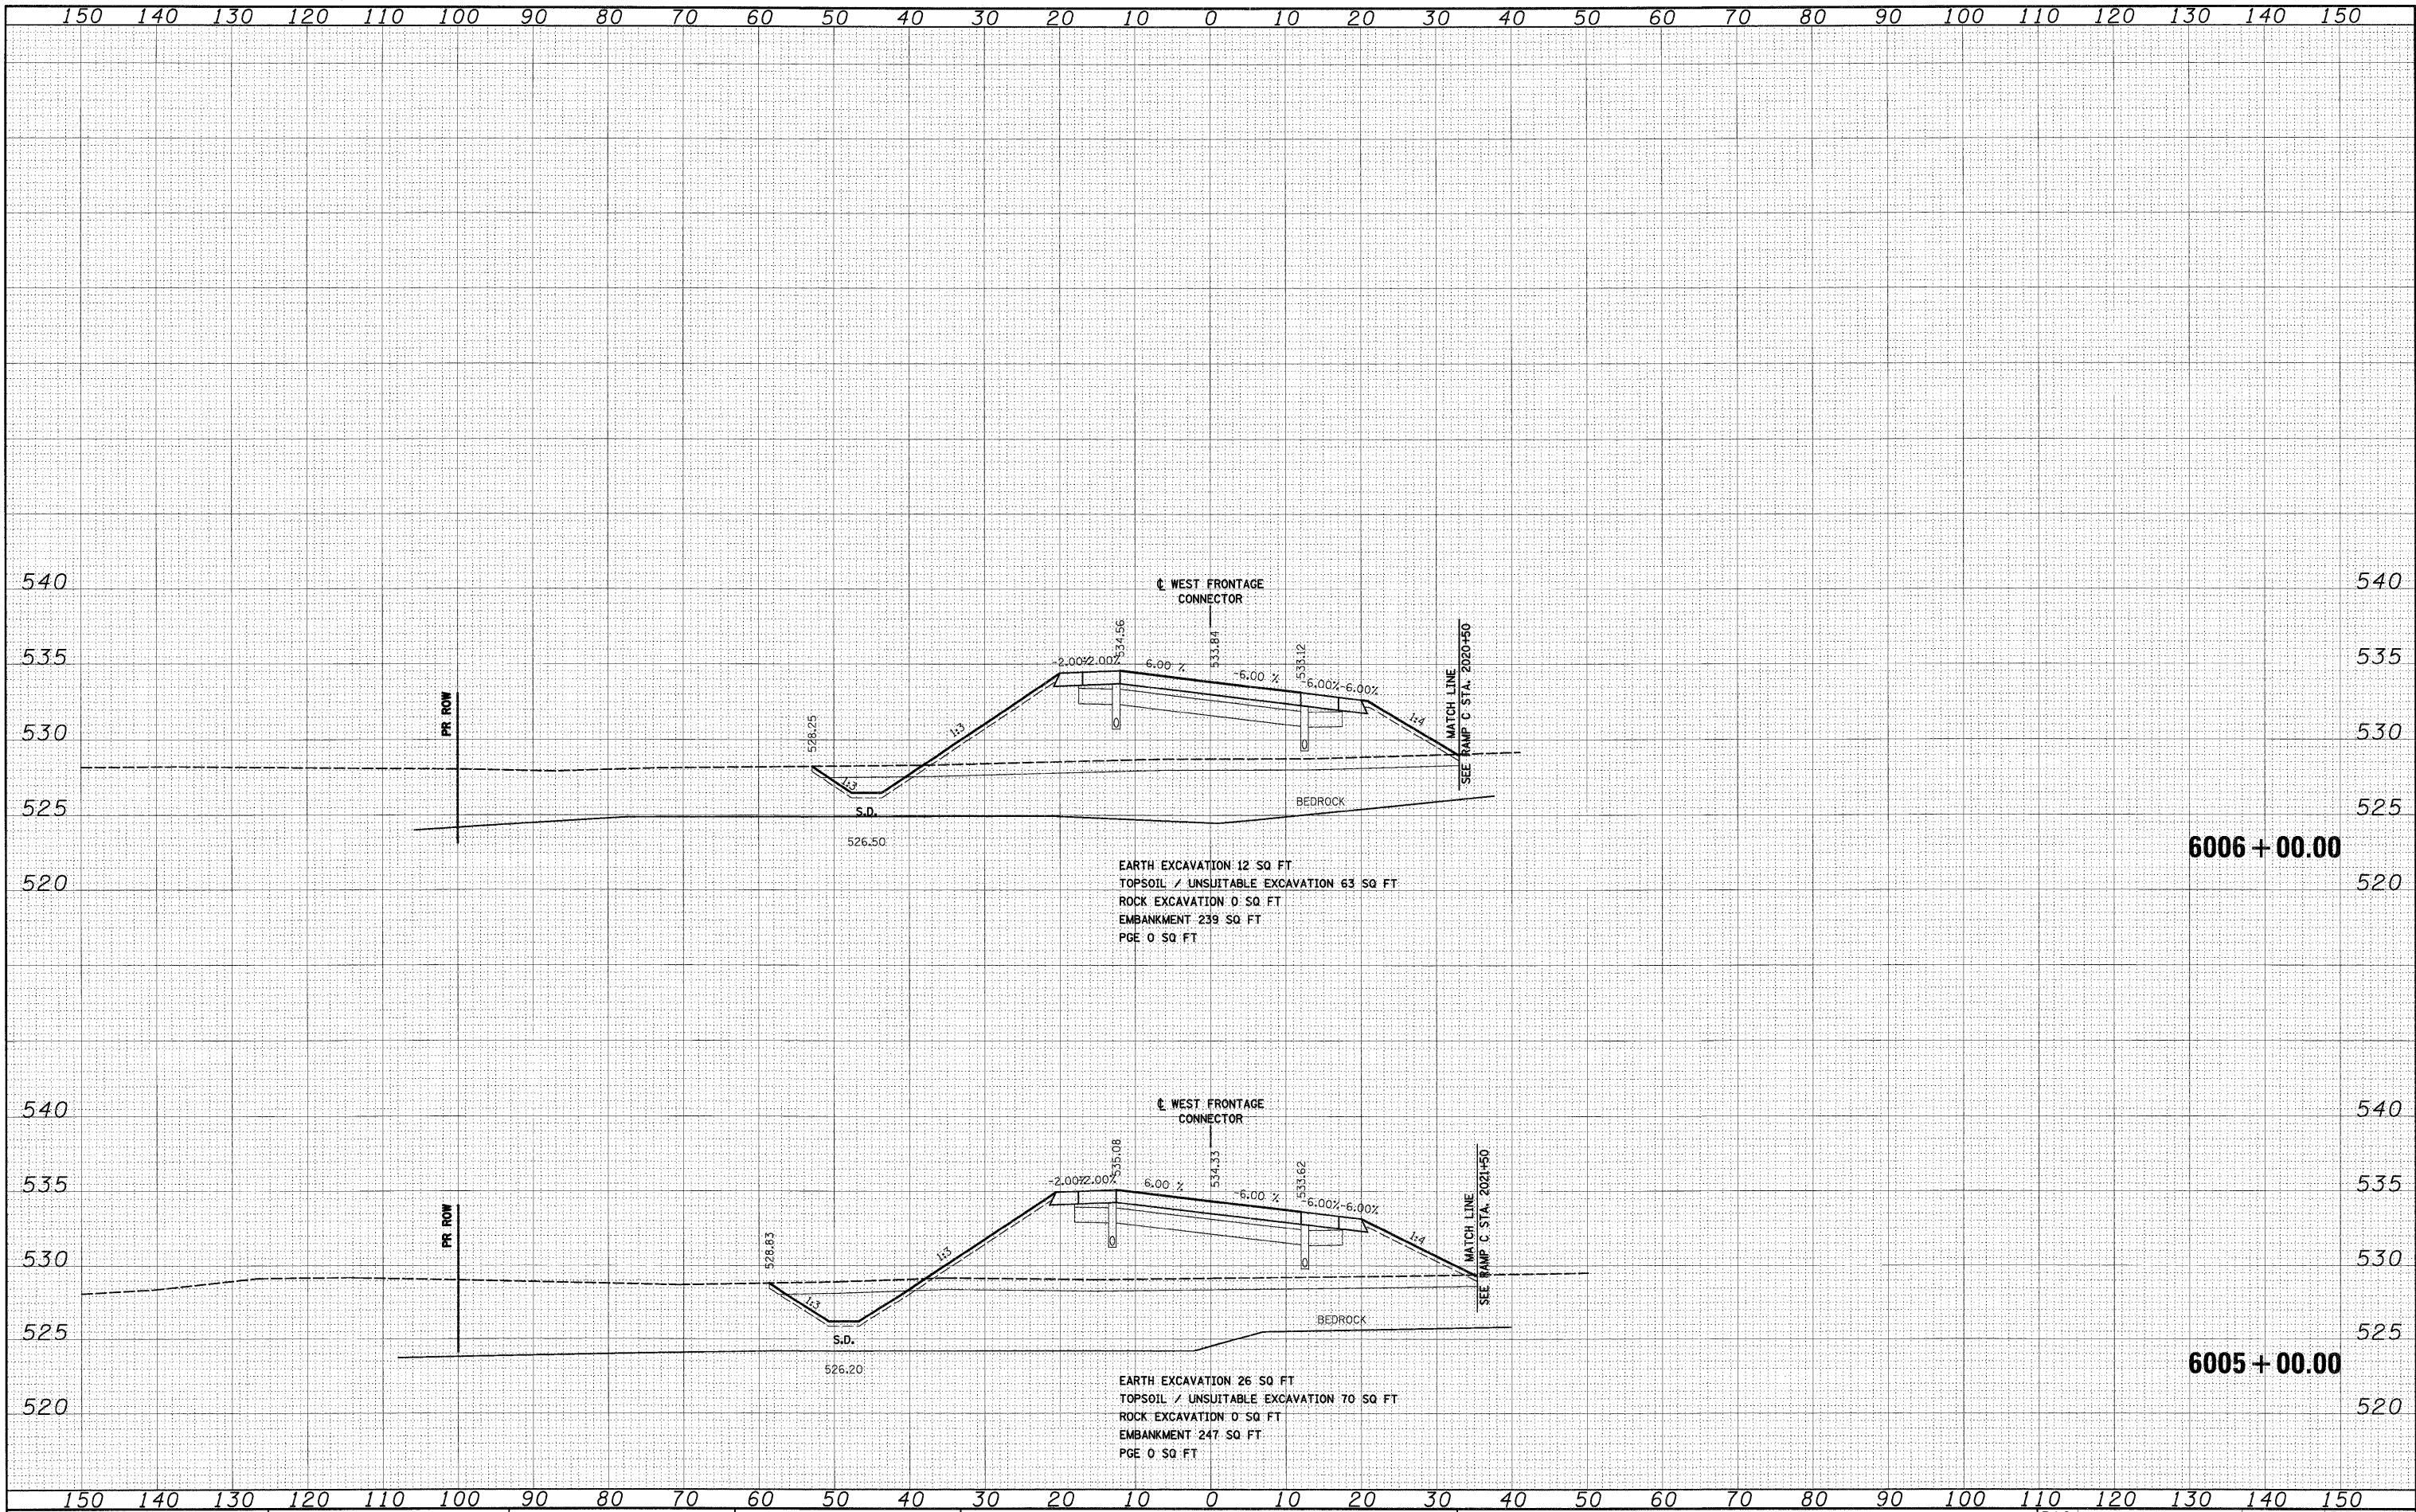 150 140 130 120 110 100 90 80 70 60 50 40 30 20 10 0 10 20 30 40 50 60 70 80 90 100 110 120 130 140 150
540 540
℄ WEST FRONTAGE
CONNECTOR
535 535
534.56
533.84
533.12
-2.00% -2.00% 6.00 % -6.00 % -6.00% -6.00%
MATCH LINE
SEE RAMP C STA. 2020+50
PR ROW
528.25
1:3
1:4
530 530
1:3
S.D.
526.50
BEDROCK
525 525
6006 + 00.00
520 520
EARTH EXCAVATION 12 SQ FT
TOPSOIL / UNSUITABLE EXCAVATION 63 SQ FT
ROCK EXCAVATION 0 SQ FT
EMBANKMENT 239 SQ FT
PGE 0 SQ FT
540 540
℄ WEST FRONTAGE
CONNECTOR
535 535
535.08
534.33
533.62
-2.00% -2.00% 6.00 % -6.00 % -6.00% -6.00%
MATCH LINE
SEE RAMP C STA. 2021+50
PR ROW
528.83
1:3
1:4
530 530
1:3
S.D.
526.20
BEDROCK
525 525
6005 + 00.00
520 520
EARTH EXCAVATION 26 SQ FT
TOPSOIL / UNSUITABLE EXCAVATION 70 SQ FT
ROCK EXCAVATION 0 SQ FT
EMBANKMENT 247 SQ FT
PGE 0 SQ FT
150 140 130 120 110 100 90 80 70 60 50 40 30 20 10 0 10 20 30 40 50 60 70 80 90 100 110 120 130 140 150